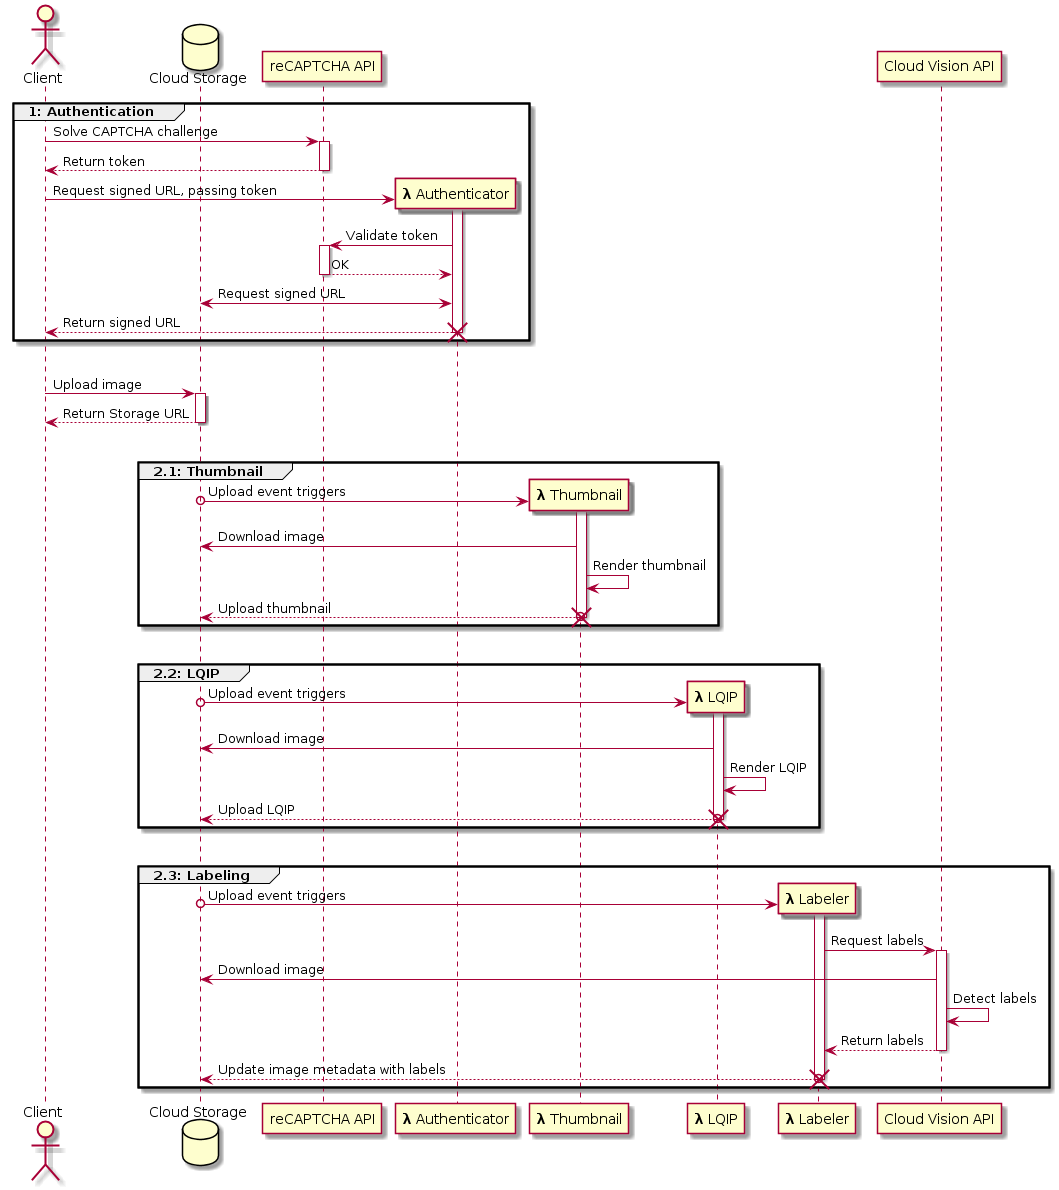 Client
Cloud Storage
reCAPTCHA API
Cloud Vision API
1: Authentication
Solve CAPTCHA challenge
Return token
Request signed URL, passing token
λ Authenticator
Validate token
OK
Request signed URL
Return signed URL
Upload image
Return Storage URL
2.1: Thumbnail
Upload event triggers
λ Thumbnail
Download image
Render thumbnail
Upload thumbnail
2.2: LQIP
Upload event triggers
λ LQIP
Download image
Render LQIP
Upload LQIP
2.3: Labeling
Upload event triggers
λ Labeler
Request labels
Download image
Detect labels
Return labels
Update image metadata with labels
Client
Cloud Storage
reCAPTCHA API
λ Authenticator
λ Thumbnail
λ LQIP
λ Labeler
Cloud Vision API